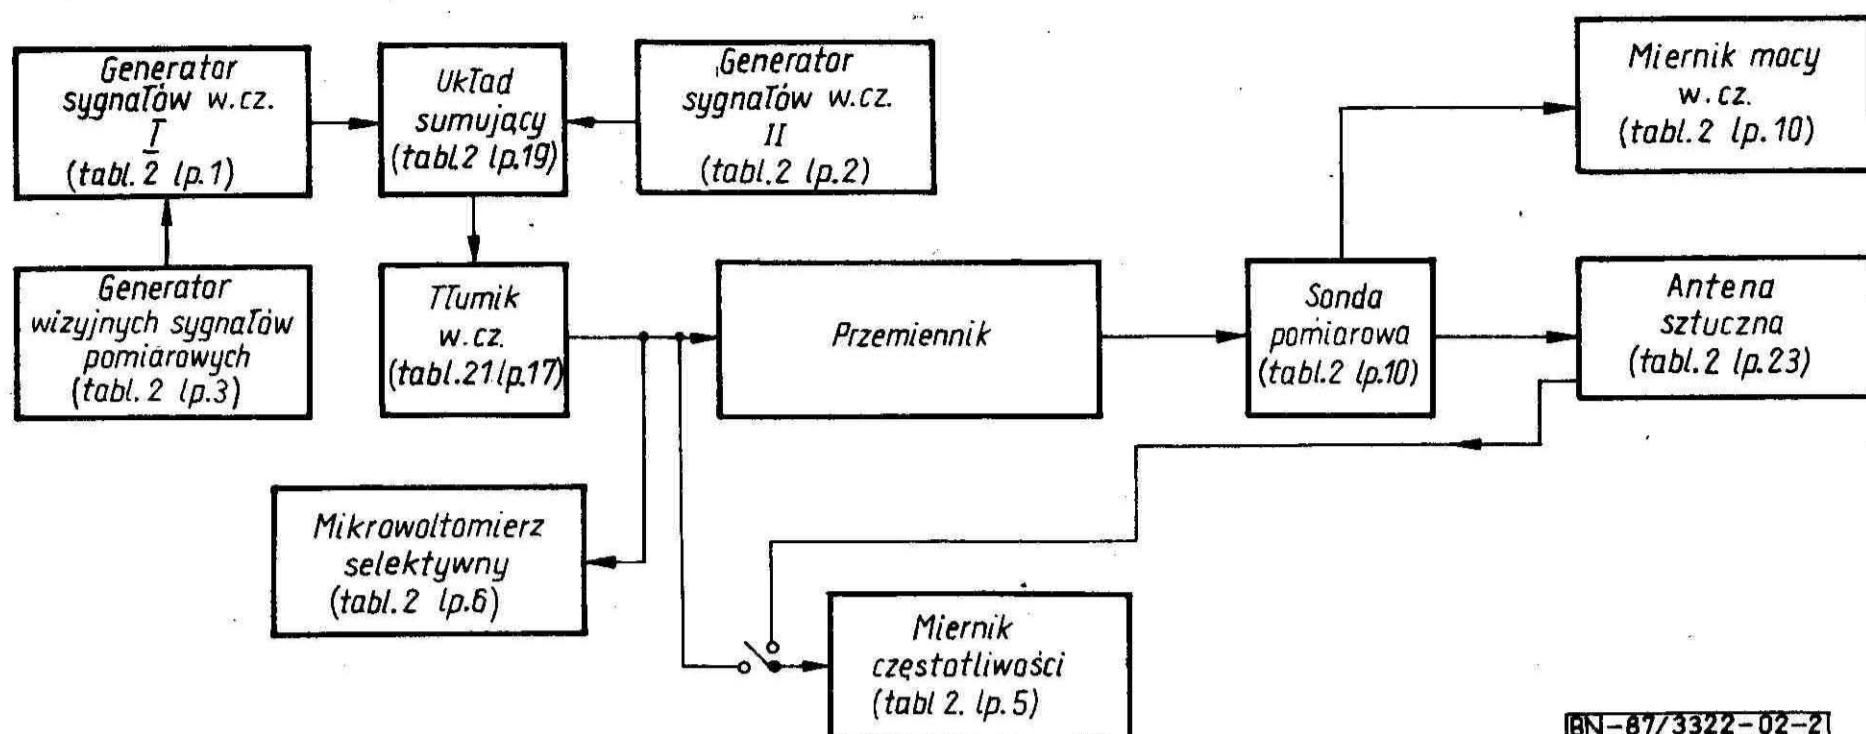 Generator
sygnałów w.cz.
I
(tabl. 2 lp.1)
Układ
sumujący
(tabl.2 lp.19)
Generator
sygnałów w.cz.
II
(tabl.2 lp.2)
Miernik mocy
w.cz.
(tabl.2 lp.10)
Generator
wizyjnych sygnałów
pomiarowych
(tabl.2 lp.3)
Tłumik
w.cz.
(tabl.21lp.17)
Przemiennik
Sonda
pomiarowa
(tabl.2 lp.10)
Antena
sztuczna
(tabl.2 lp.23)
Mikrowoltomierz
selektywny
(tabl.2 lp.6)
Miernik
częstotliwości
(tabl 2. lp.5)
BN-87/3322-02-2